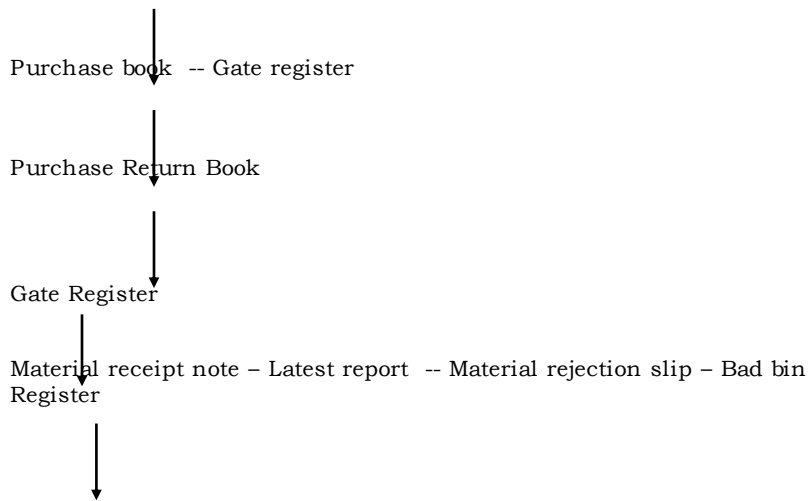 Purchase book -- Gate register
Purchase Return Book
Gate Register
Material receipt note – Latest report -- Material rejection slip – Bad bin
Register